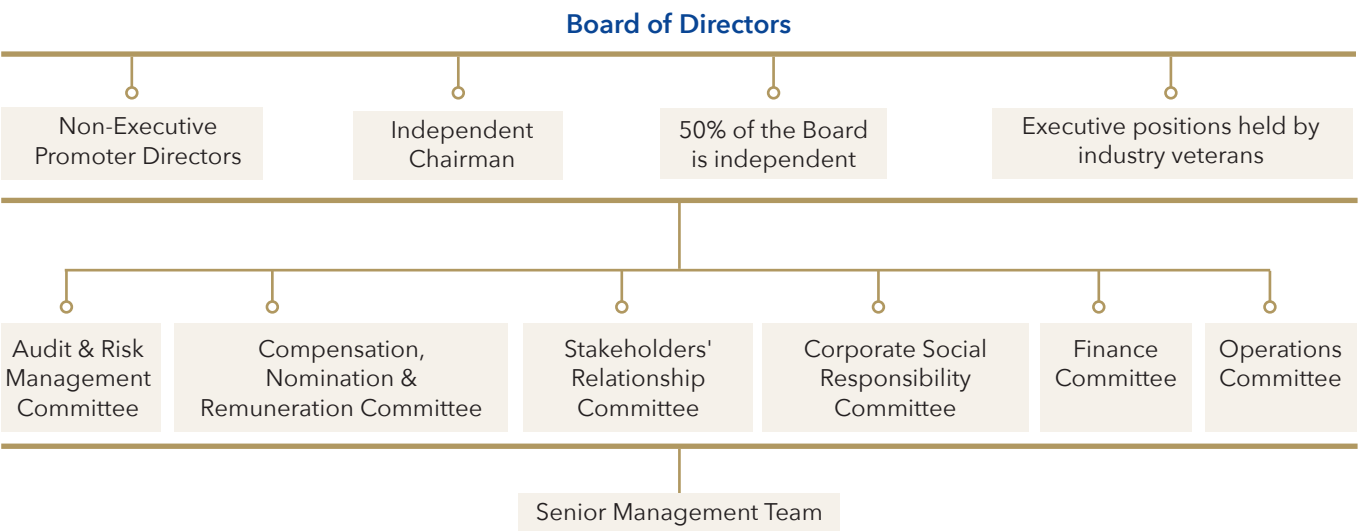 Board of Directors
Non-Executive
Promoter Directors
Independent
Chairman
50% of the Board
is independent
Executive positions held by
industry veterans
Audit & Risk
Management
Committee
Compensation,
Nomination &
Remuneration Committee
Stakeholders'
Relationship
Committee
Corporate Social
Responsibility
Committee
Finance
Committee
Operations
Committee
Senior Management Team